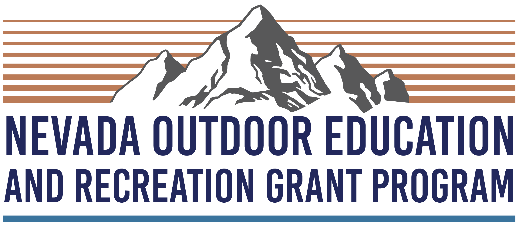 NEVADA OUTDOOR EDUCATION
AND RECREATION GRANT PROGRAM